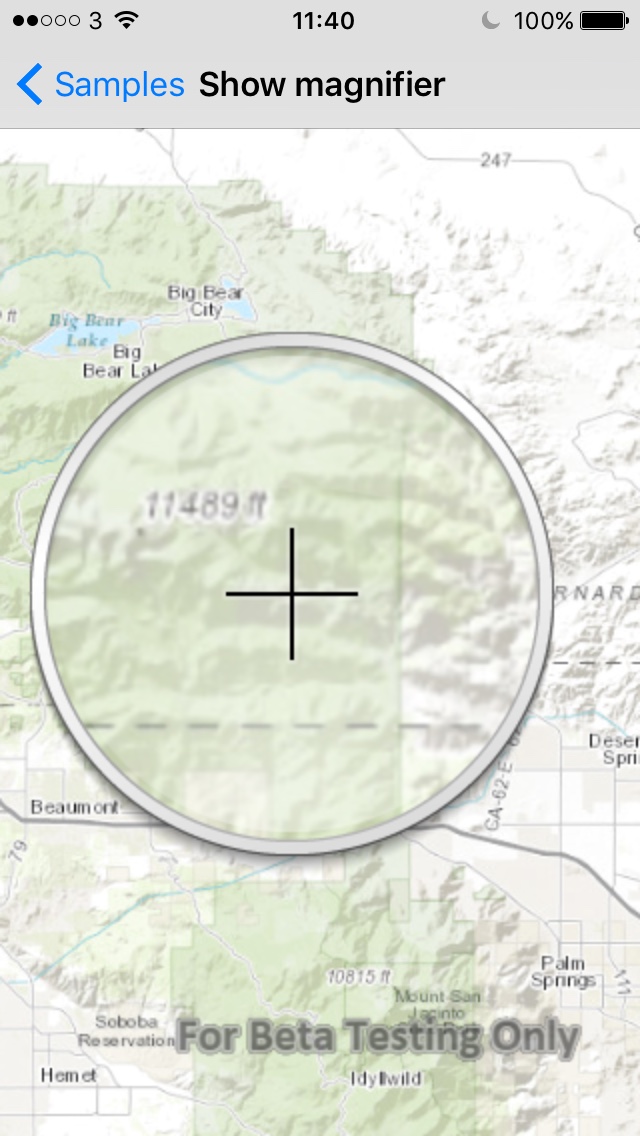 3 11:40 100%
Samples Show magnifier
247
Big Bear
City
ft
Big Bear
Lake
Big
Bear La
11489 ft
RNARD
Deser
Spri
CA-62-E
Beaumont
79
10815 ft
Palm
Springs
111
Mount San
Jacinto
Soboba
Reservation
For Beta Testing Only
Hemet
Idyllwild